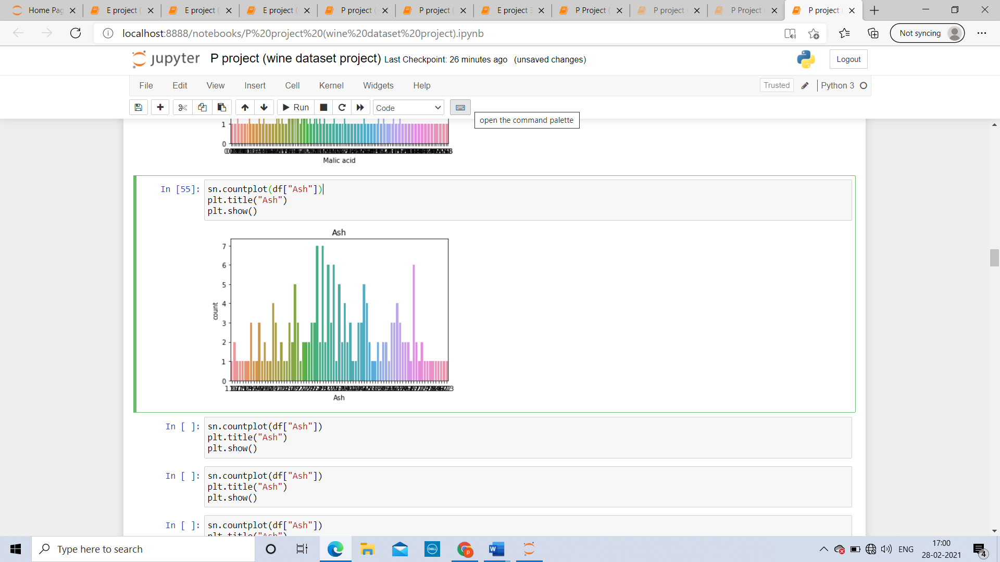 Home Pag
E project (
E project (
E project (
P project (
P project (
E project 3
P Project (
P project
P Project
P project (
localhost:8888/notebooks/P%20project%20(wine%20dataset%20project).ipynb
Not syncing
jupyter P project (wine dataset project) Last Checkpoint: 26 minutes ago (unsaved changes)
Logout
File Edit View Insert Cell Kernel Widgets Help
Trusted Python 3
Run Code
open the command palette
1
0
Malic acid
In [55]: sn.countplot(df["Ash"])
plt.title("Ash")
plt.show()
Ash
7
6
5
4
3
2
1
0
count
Ash
In [ ]: sn.countplot(df["Ash"])
plt.title("Ash")
plt.show()
In [ ]: sn.countplot(df["Ash"])
plt.title("Ash")
plt.show()
In [ ]: sn.countplot(df["Ash"])
plt.title("Ash")
Type here to search
DELL
p
W
ENG
17:00
28-02-2021
4